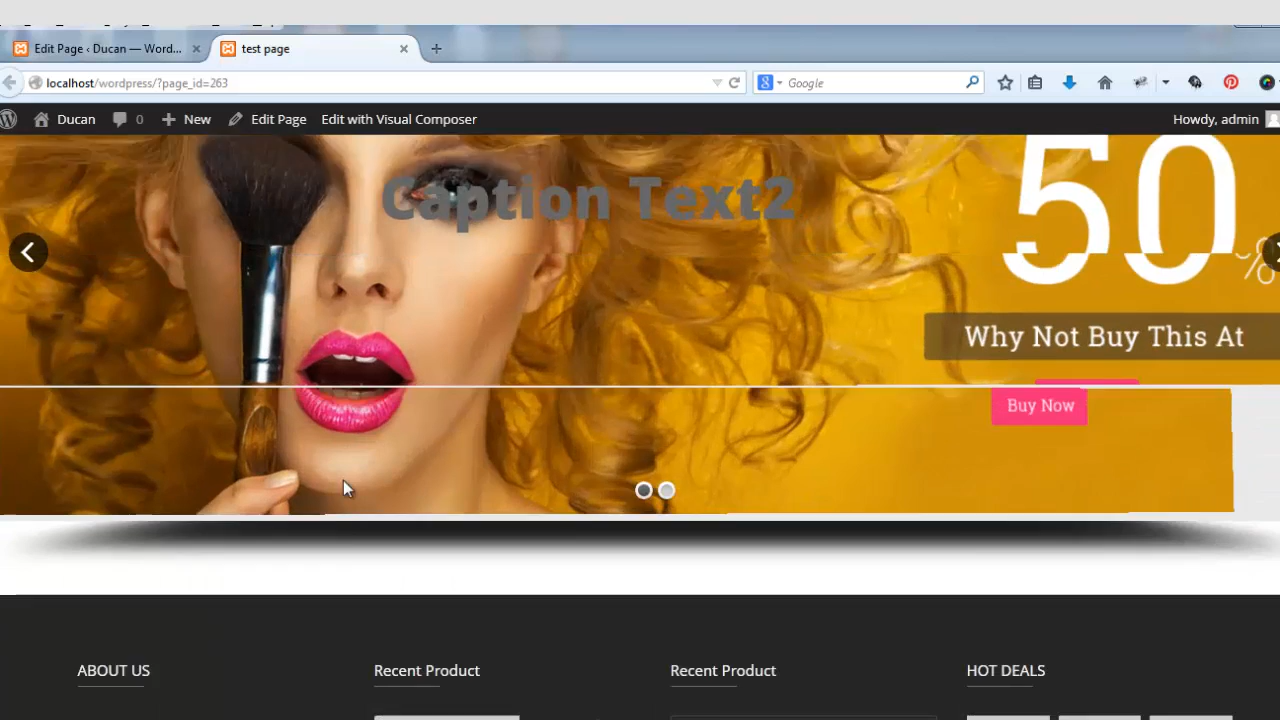 Edit Page ‹ Ducan — Word...
test page
localhost/wordpress/?page_id=263
Google
Ducan 0 New Edit Page Edit with Visual Composer Howdy, admin
Caption Text2
50%
Why Not Buy This At
Buy Now
ABOUT US
Recent Product
Recent Product
HOT DEALS